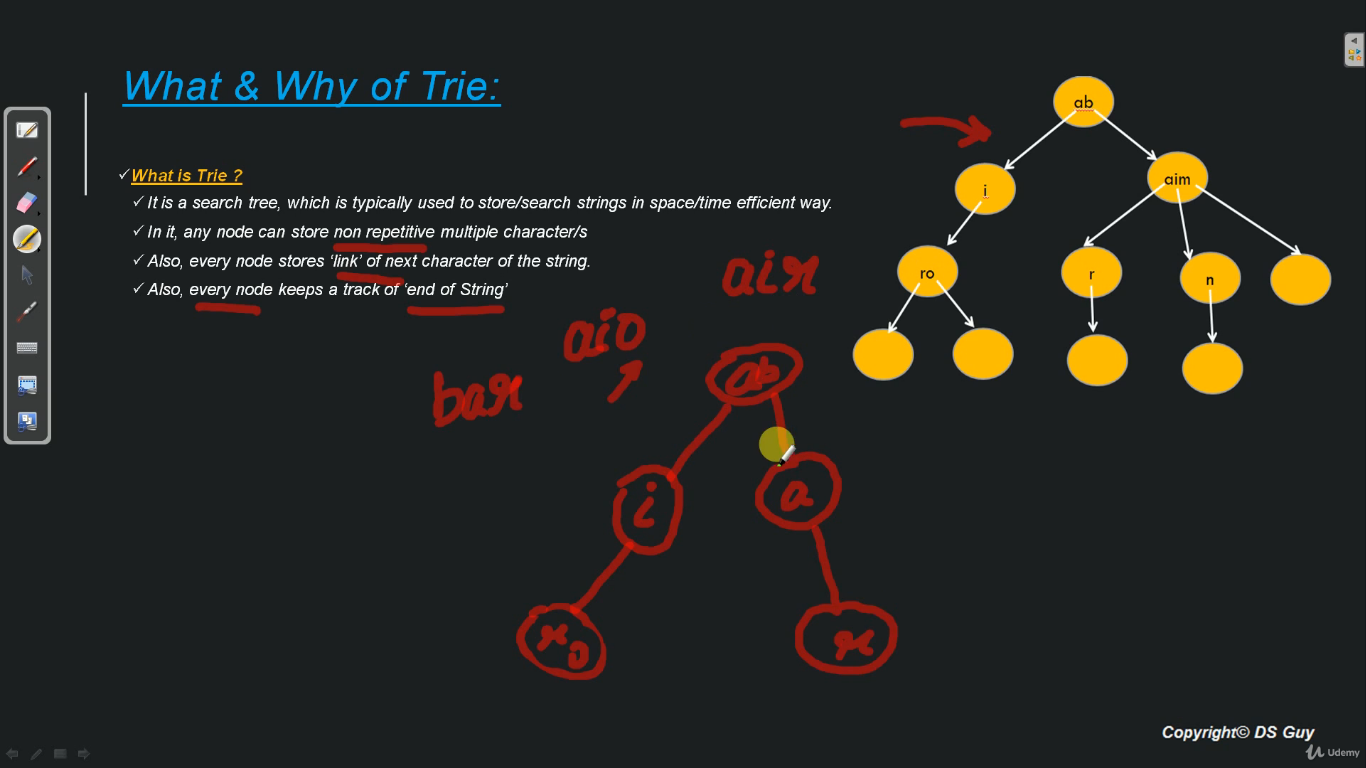 What & Why of Trie:
What is Trie ?
It is a search tree, which is typically used to store/search strings in space/time efficient way.
In it, any node can store non repetitive multiple character/s
Also, every node stores ‘link’ of next character of the string.
Also, every node keeps a track of ‘end of String’
ab
i
aim
ro
r
n
air
aio
bar
ab
i
a
r o
r
Copyright© DS Guy
Udemy